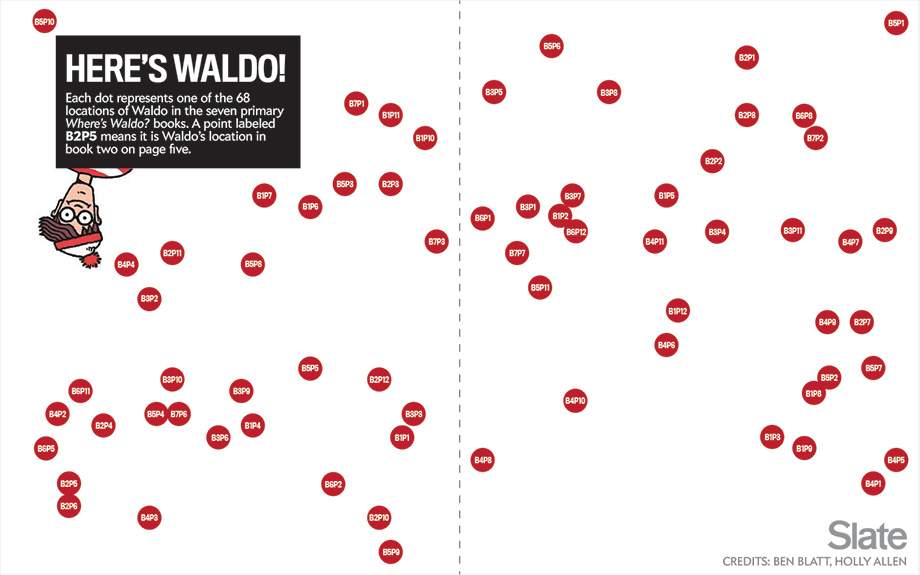 B5P10
B5P1
B5P6
B2P1
HERE'S WALDO!
Each dot represents one of the 68
locations of Waldo in the seven primary
Where's Waldo? books. A point labeled
B2P5 means it is Waldo's location in
book two on page five.
B3P5
B3P8
B7P1
B1P11
B2P8
B6P8
B1P10
B7P2
B2P2
B5P3
B2P3
B1P7
B3P7
B1P5
B1P6
B3P1
B1P2
B6P1
B6P12
B3P4
B3P11
B2P9
B7P3
B4P11
B4P7
B2P11
B7P7
B4P4
B5P8
B5P11
B3P2
B1P12
B4P9
B2P7
B4P6
B5P5
B5P7
B3P10
B2P12
B5P2
B6P11
B3P9
B1P8
B4P10
B4P2
B5P4
B7P6
B3P3
B2P4
B1P4
B3P6
B1P1
B1P3
B6P5
B1P9
B4P8
B4P5
B2P5
B6P2
B4P1
B2P6
B4P3
B2P10
B5P9
Slate
CREDITS: BEN BLATT, HOLLY ALLEN